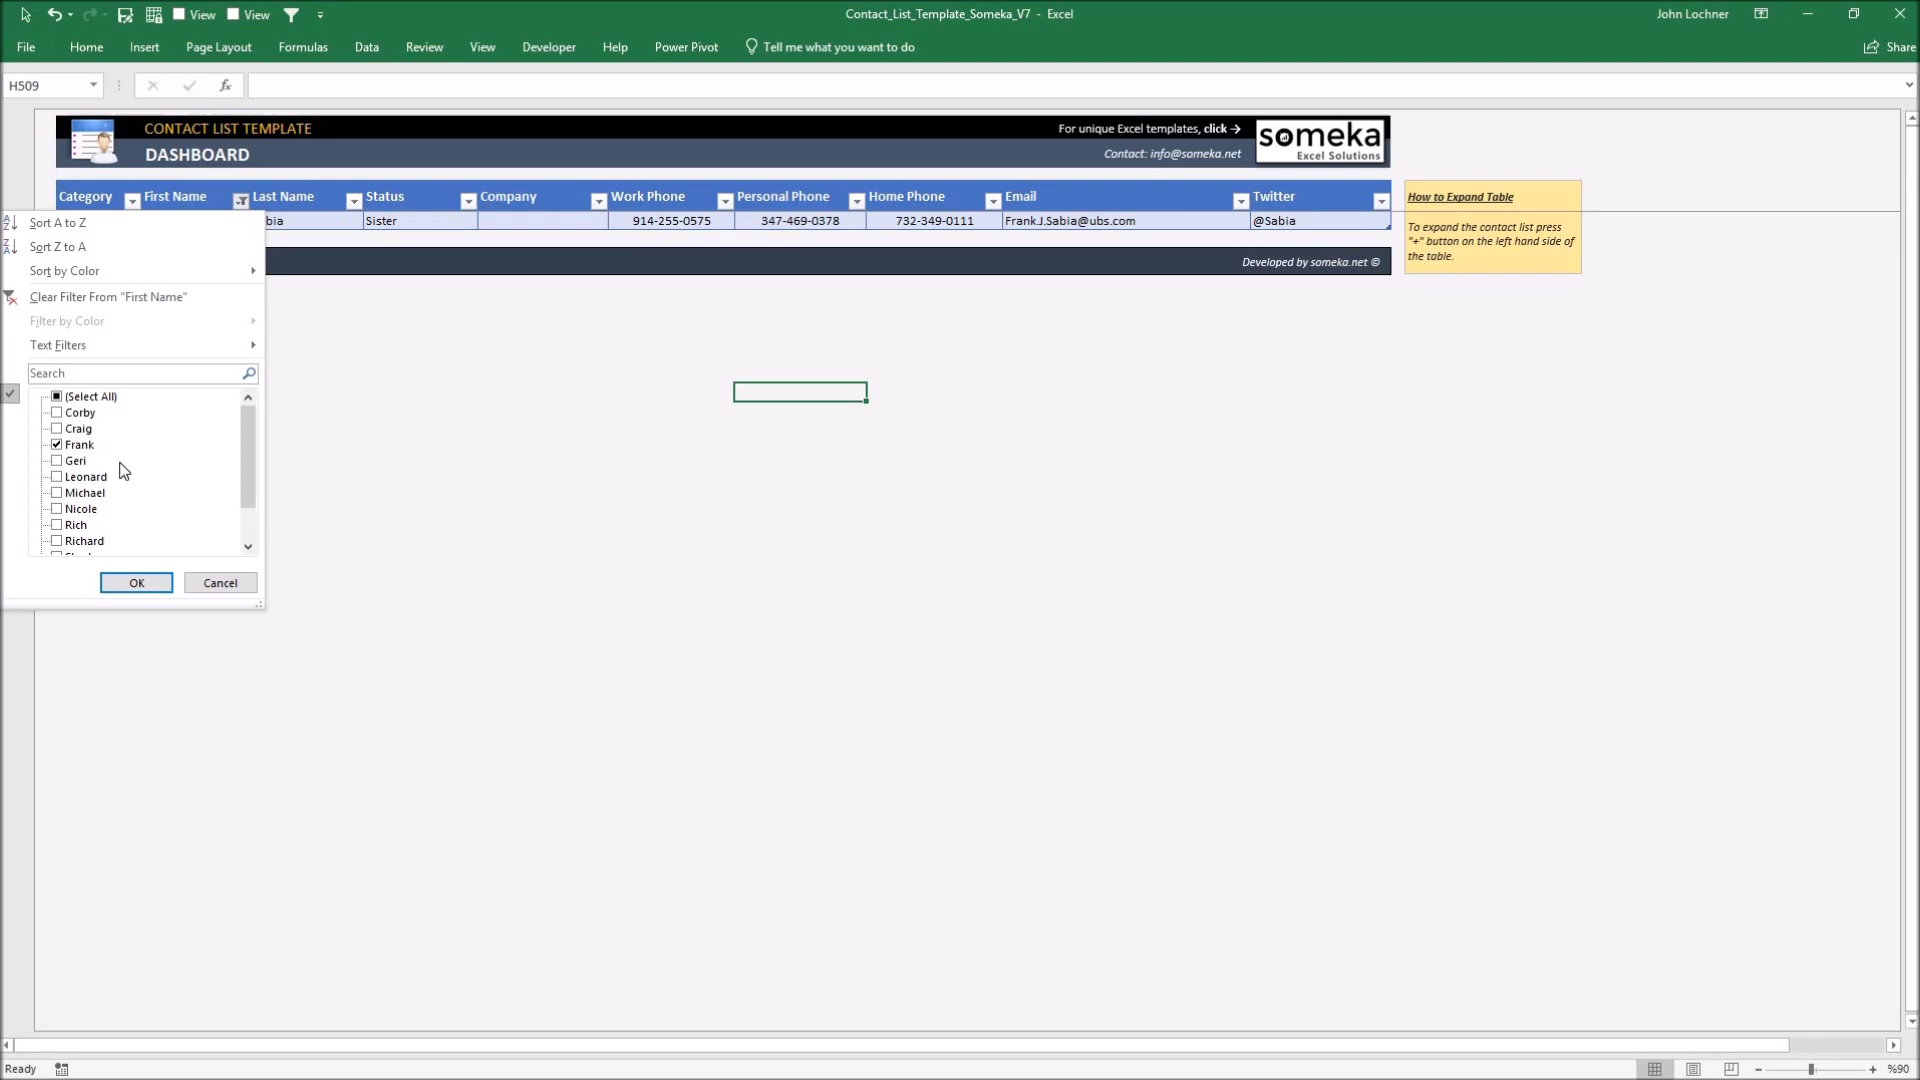 View View Contact_List_Template_Someka_V7 - Excel John Lochner
File Home Insert Page Layout Formulas Data Review View Developer Help Power Pivot Tell me what you want to do Share
H509 fx
CONTACT LIST TEMPLATE For unique Excel templates, click → someka
DASHBOARD Contact: info@someka.net Excel Solutions
Category First Name Last Name Status Company Work Phone Personal Phone Home Phone Email Twitter
bia Sister 914-255-0575 347-469-0378 732-349-0111 Frank.J.Sabia@ubs.com @Sabia
Developed by someka.net ©
How to Expand Table
To expand the contact list press
"+" button on the left hand side of
the table.
Sort A to Z
Sort Z to A
Sort by Color
Clear Filter From "First Name"
Filter by Color
Text Filters
Search
(Select All)
Corby
Craig
Frank
Geri
Leonard
Michael
Nicole
Rich
Richard
OK Cancel
Ready %90